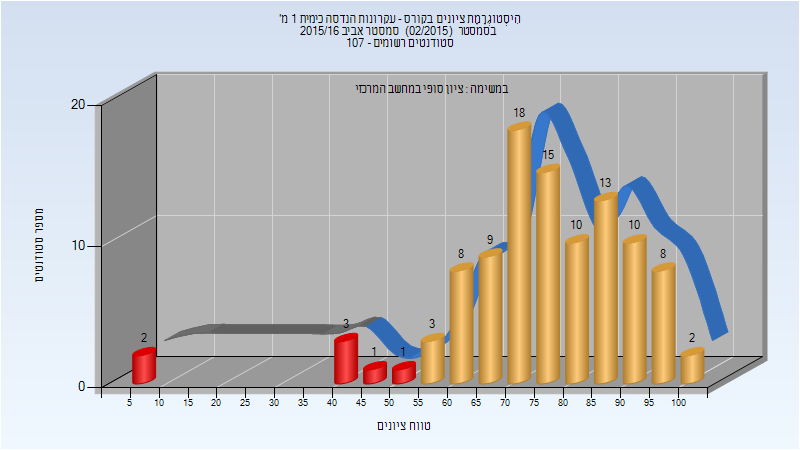 היסטוגרמת ציונים בקורס - עקרונות הנדסה כימית 1 מ'
בסמסטר (02/2015) סמסטר אביב 2015/16
סטודנטים רשומים - 107
במשימה : ציון סופי במחשב המרכזי
מספר סטודנטים
20
10
0
2
3
1
1
3
8
9
18
15
10
13
10
8
2
5 10 15 20 25 30 35 40 45 50 55 60 65 70 75 80 85 90 95 100
טווח ציונים